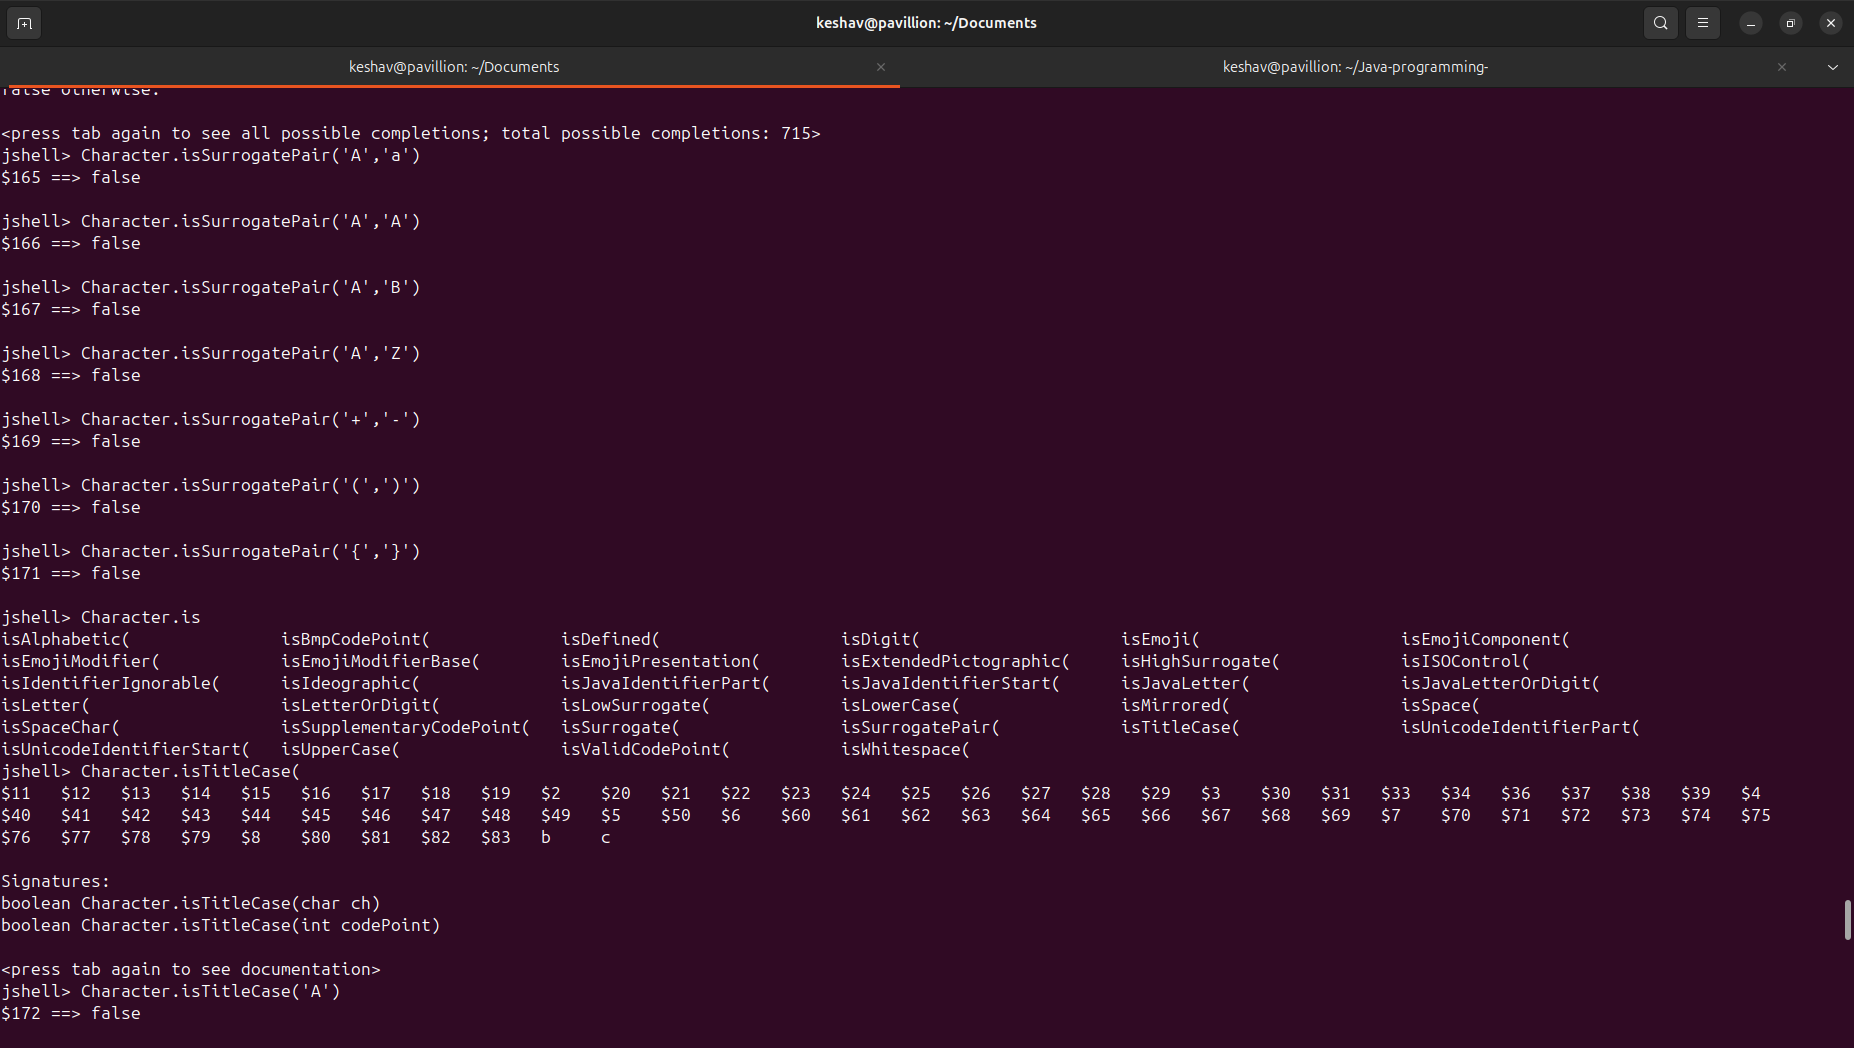 keshav@pavillion: ~/Documents
keshav@pavillion: ~/Documents
keshav@pavillion: ~/Java-programming-
false otherwise.
<press tab again to see all possible completions; total possible completions: 715>
jshell> Character.isSurrogatePair('A','a')
$165 ==> false
jshell> Character.isSurrogatePair('A','A')
$166 ==> false
jshell> Character.isSurrogatePair('A','B')
$167 ==> false
jshell> Character.isSurrogatePair('A','Z')
$168 ==> false
jshell> Character.isSurrogatePair('+','-')
$169 ==> false
jshell> Character.isSurrogatePair('(',')')
$170 ==> false
jshell> Character.isSurrogatePair('{','}')
$171 ==> false
jshell> Character.is
isAlphabetic( isBmpCodePoint( isDefined( isDigit( isEmoji( isEmojiComponent(
isEmojiModifier( isEmojiModifierBase( isEmojiPresentation( isExtendedPictographic( isHighSurrogate( isISOControl(
isIdentifierIgnorable( isIdeographic( isJavaIdentifierPart( isJavaIdentifierStart( isJavaLetter( isJavaLetterOrDigit(
isLetter( isLetterOrDigit( isLowSurrogate( isLowerCase( isMirrored( isSpace(
isSpaceChar( isSupplementaryCodePoint( isSurrogate( isSurrogatePair( isTitleCase( isUnicodeIdentifierPart(
isUnicodeIdentifierStart( isUpperCase( isValidCodePoint( isWhitespace(
jshell> Character.isTitleCase(
$11 $12 $13 $14 $15 $16 $17 $18 $19 $2 $20 $21 $22 $23 $24 $25 $26 $27 $28 $29 $3 $30 $31 $33 $34 $36 $37 $38 $39 $4
$40 $41 $42 $43 $44 $45 $46 $47 $48 $49 $5 $50 $6 $60 $61 $62 $63 $64 $65 $66 $67 $68 $69 $7 $70 $71 $72 $73 $74 $75
$76 $77 $78 $79 $8 $80 $81 $82 $83 b c
Signatures:
boolean Character.isTitleCase(char ch)
boolean Character.isTitleCase(int codePoint)
<press tab again to see documentation>
jshell> Character.isTitleCase('A')
$172 ==> false